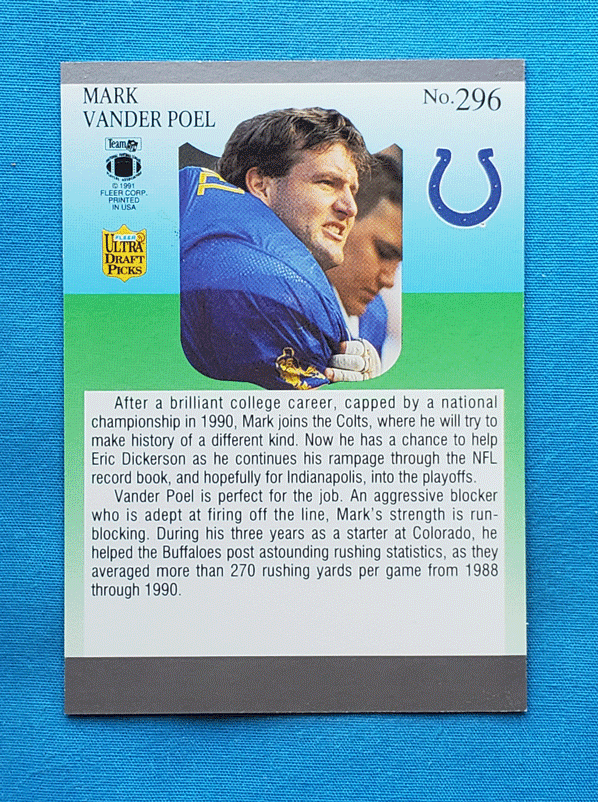 MARK
VANDER POEL
No. 296
Team NFL
© 1991
FLEER CORP.
PRINTED
IN USA
FLEER
ULTRA
DRAFT
PICKS
After a brilliant college career, capped by a national
championship in 1990, Mark joins the Colts, where he will try to
make history of a different kind. Now he has a chance to help
Eric Dickerson as he continues his rampage through the NFL
record book, and hopefully for Indianapolis, into the playoffs.
Vander Poel is perfect for the job. An aggressive blocker
who is adept at firing off the line, Mark's strength is run-
blocking. During his three years as a starter at Colorado, he
helped the Buffaloes post astounding rushing statistics, as they
averaged more than 270 rushing yards per game from 1988
through 1990.